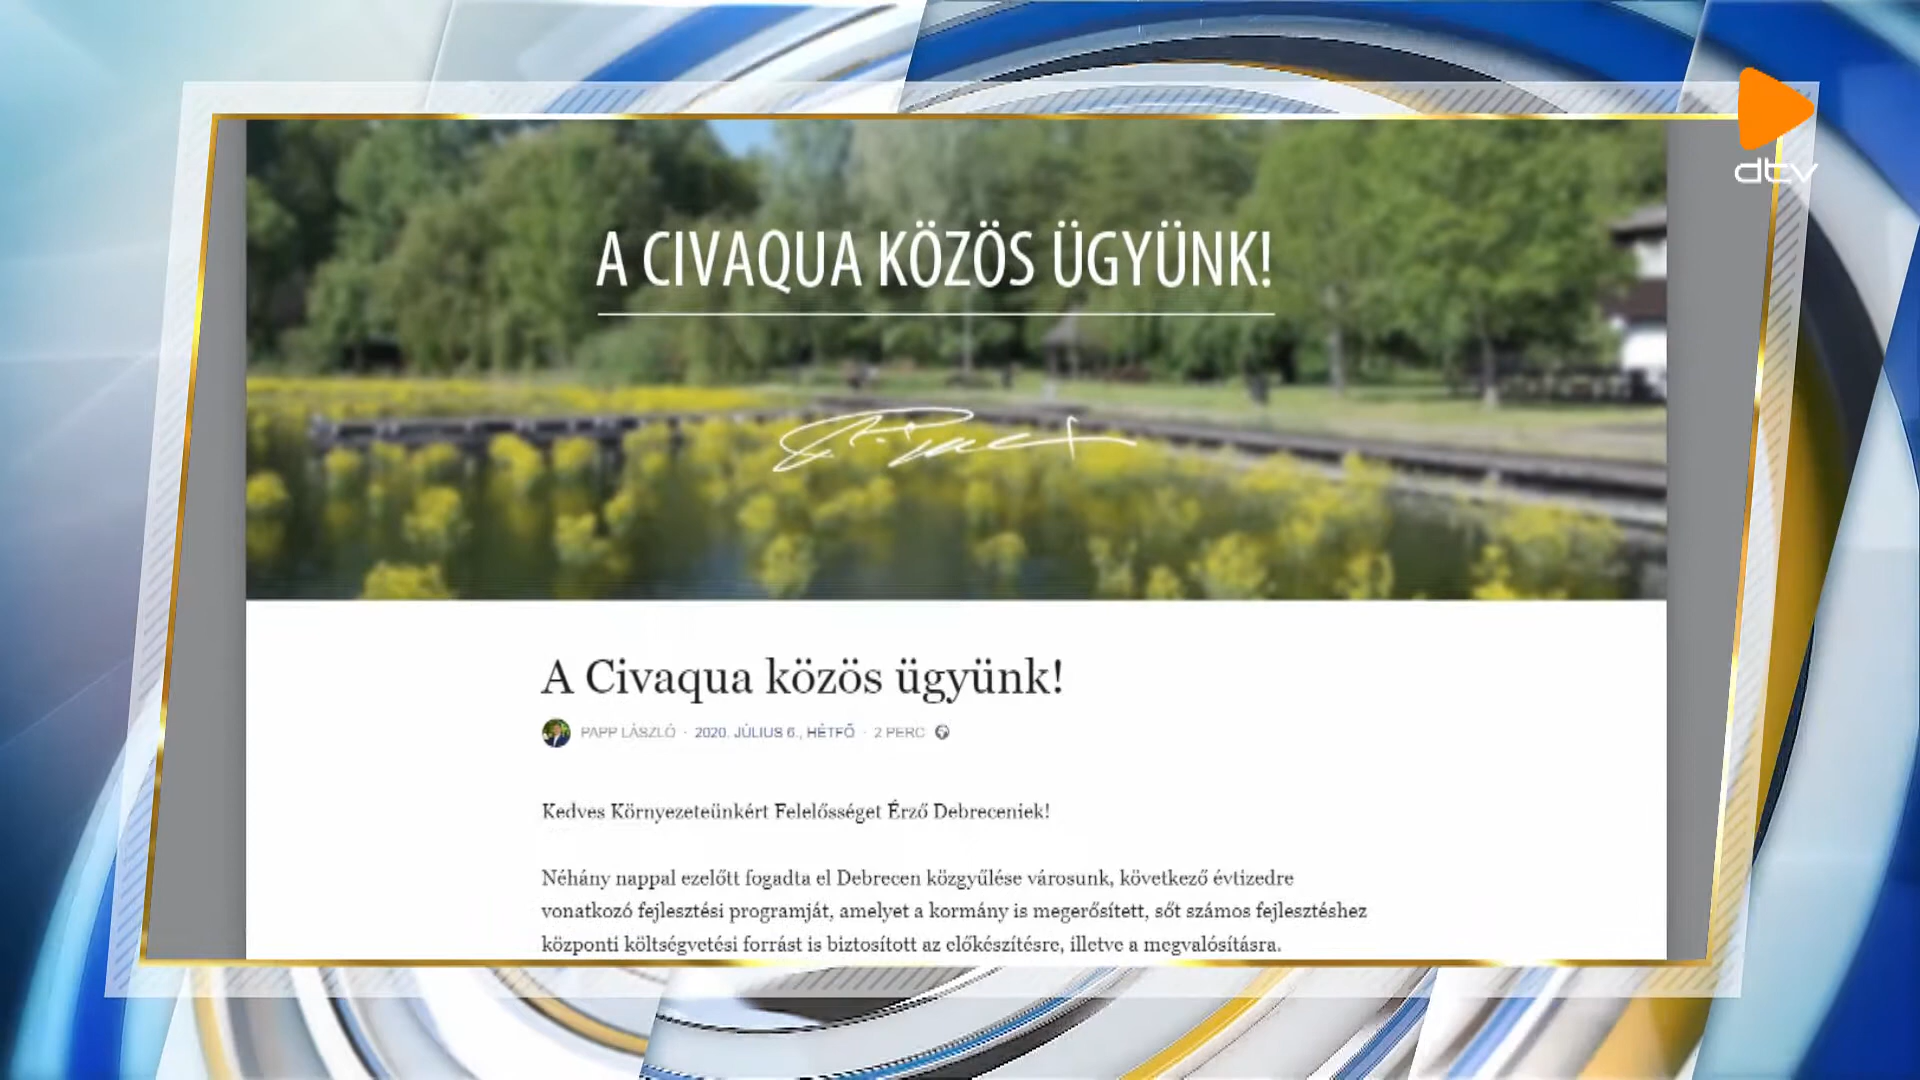 dtv
A CIVAQUA KÖZÖS ÜGYÜNK!
A Civaqua közös ügyünk!
PAPP LÁSZLÓ · 2020. JÚLIUS 6., HÉTFŐ · 2 PERC
Kedves Környezeteünkért Felelősséget Érző Debreceniek!
Néhány nappal ezelőtt fogadta el Debrecen közgyűlése városunk, következő évtizedre
vonatkozó fejlesztési programját, amelyet a kormány is megerősített, sőt számos fejlesztéshez
központi költségvetési forrást is biztosított az előkészítésre, illetve a megvalósításra.